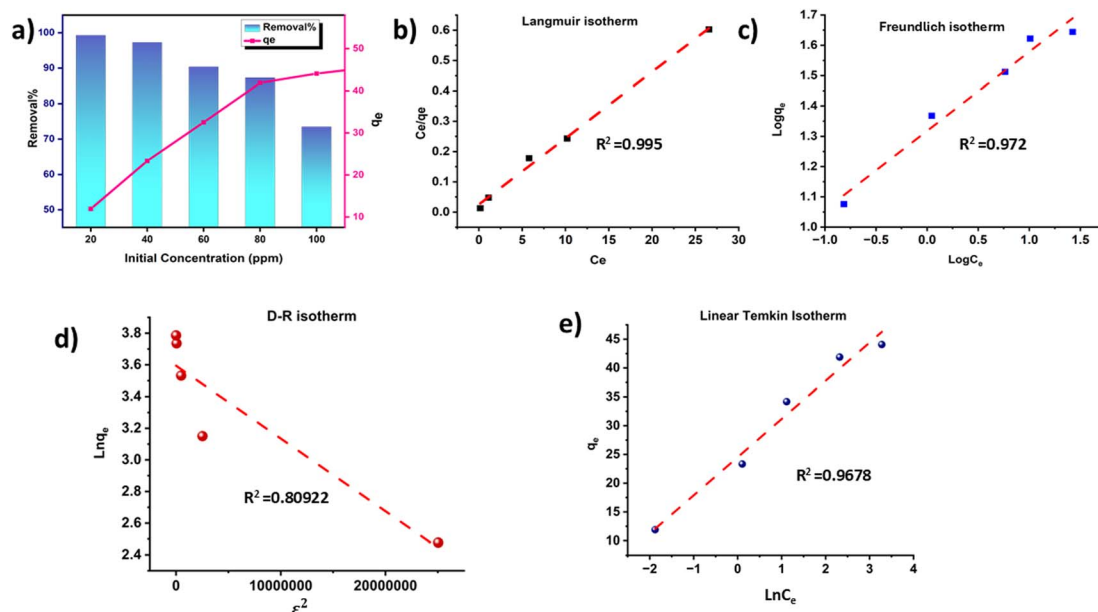 a)
Removal%
qe
100
90
80
70
60
50
Removal%
50
40
30
20
10
qe
20 40 60 80 100
Initial Concentration (ppm)
b)
Langmuir isotherm
1.0
0.8
0.6
0.4
0.2
0.0
Ce/qe
R² =0.995
0 5 10 15 20 25 30
Ce
c)
Freundlich isotherm
1.7
1.6
1.5
1.4
1.3
1.2
1.1
1.0
Logqₑ
R² =0.972
−1.0 −0.5 0.0 0.5 1.0 1.5
LogCₑ
d)
D-R isotherm
3.8
3.6
3.4
3.2
3.0
2.8
2.6
2.4
Lnqₑ
R² =0.80922
0 10000000 20000000
ε²
e)
Linear Temkin Isotherm
45
40
35
30
25
20
15
10
qₑ
R² =0.9678
−2 −1 0 1 2 3 4
LnCₑ